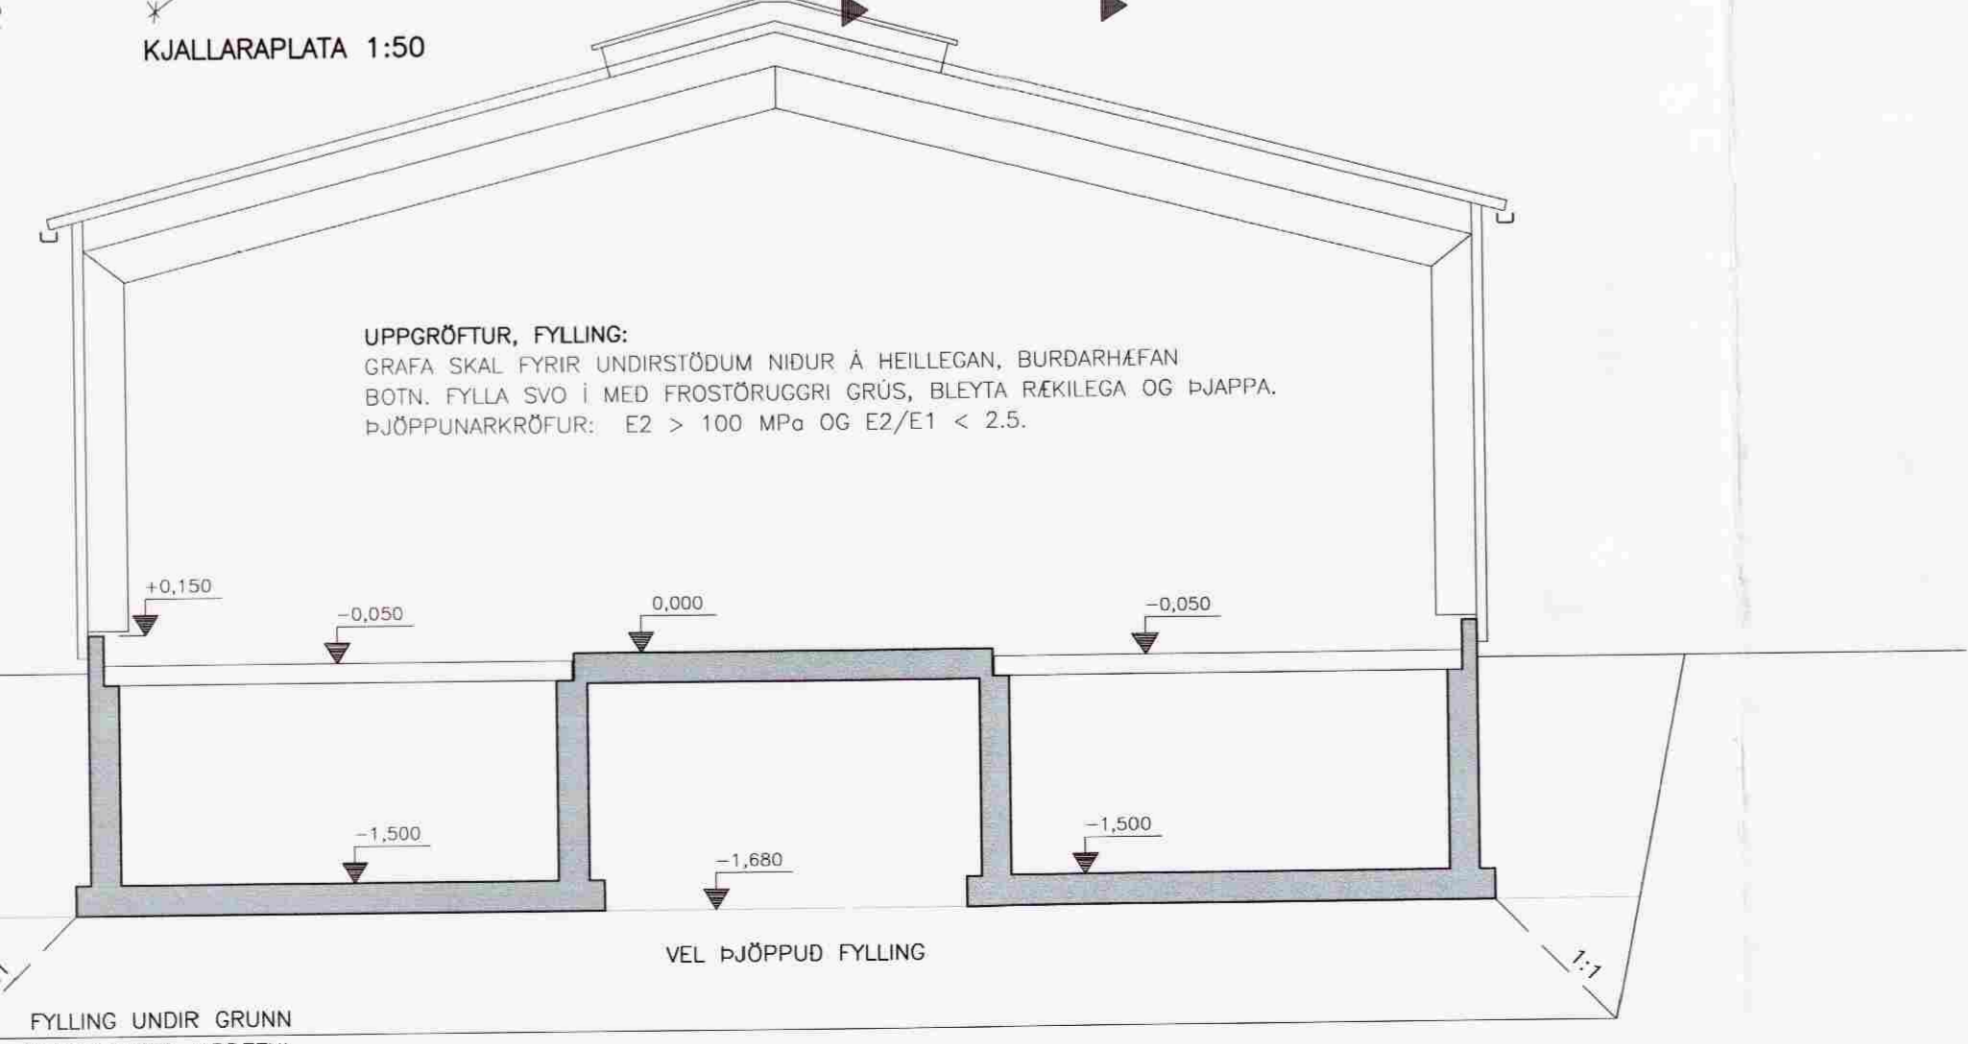 KJALLARAPLATA 1:50
UPPGRÖFTUR, FYLLING:
GRAFA SKAL FYRIR UNDIRSTÖÐUM NIÐUR Á HEILLEGAN, BURÐARHÆFAN
BOTN. FYLLA SVO Í MEÐ FROSTÖRUGGRI GRÚS, BLEYTA RÆKILEGA OG ÞJAPPA.
ÞJÖPPUNARKRÖFUR: E2 > 100 MPa OG E2/E1 < 2.5.
+0,150
-0,050
0,000
-0,050
-1,500
-1,680
-1,500
VEL ÞJÖPPUÐ FYLLING
1:1
FYLLING UNDIR GRUNN